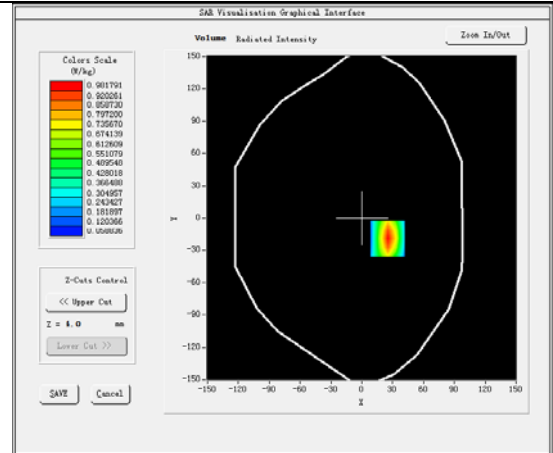 SAR Visualisation Graphical Interface
Volume Radiated Intensity
Zoom In/Out
Colors Scale
(W/kg)
0.981791
0.920261
0.858730
0.797200
0.735670
0.674139
0.612609
0.551079
0.489548
0.428018
0.366488
0.304957
0.243427
0.181897
0.120366
0.058836
150
120
90
60
30
0
-30
-60
-90
-120
-150
Y
-150 -120 -90 -60 -30 0 30 60 90 120 150
X
Z-Cuts Control
<< Upper Cut
Z = 4.0 mm
Lower Cut >>
SAVE Cancel